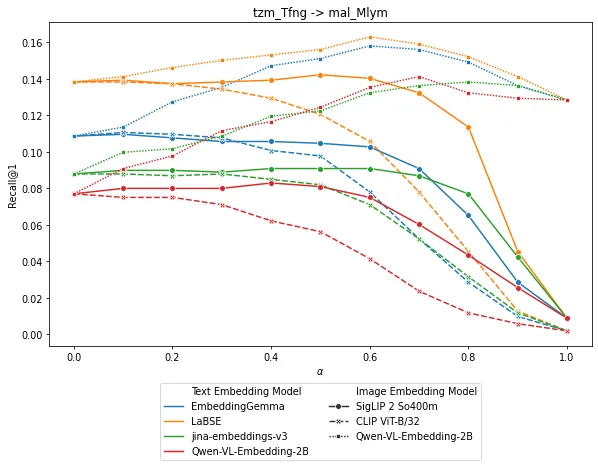 tzm_Tfng -> mal_Mlym
0.16
0.14
0.12
0.10
0.08
0.06
0.04
0.02
0.00
Recall@1
0.0 0.2 0.4 0.6 0.8 1.0
α
Text Embedding Model Image Embedding Model
EmbeddingGemma SigLIP 2 So400m
LaBSE CLIP ViT-B/32
jina-embeddings-v3 Qwen-VL-Embedding-2B
Qwen-VL-Embedding-2B